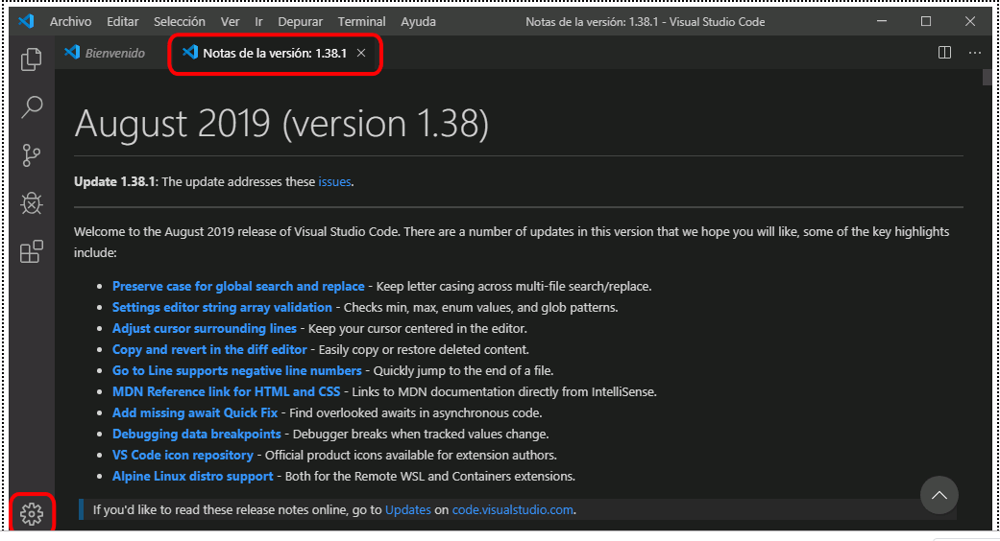 Archivo Editar Selección Ver Ir Depurar Terminal Ayuda Notas de la versión: 1.38.1 - Visual Studio Code
Bienvenido Notas de la versión: 1.38.1
August 2019 (version 1.38)
Update 1.38.1: The update addresses these issues.
Welcome to the August 2019 release of Visual Studio Code. There are a number of updates in this version that we hope you will like, some of the key highlights
include:
• Preserve case for global search and replace - Keep letter casing across multi-file search/replace.
• Settings editor string array validation - Checks min, max, enum values, and glob patterns.
• Adjust cursor surrounding lines - Keep your cursor centered in the editor.
• Copy and revert in the diff editor - Easily copy or restore deleted content.
• Go to Line supports negative line numbers - Quickly jump to the end of a file.
• MDN Reference link for HTML and CSS - Links to MDN documentation directly from IntelliSense.
• Add missing await Quick Fix - Find overlooked awaits in asynchronous code.
• Debugging data breakpoints - Debugger breaks when tracked values change.
• VS Code icon repository - Official product icons available for extension authors.
• Alpine Linux distro support - Both for the Remote WSL and Containers extensions.
If you'd like to read these release notes online, go to Updates on code.visualstudio.com.